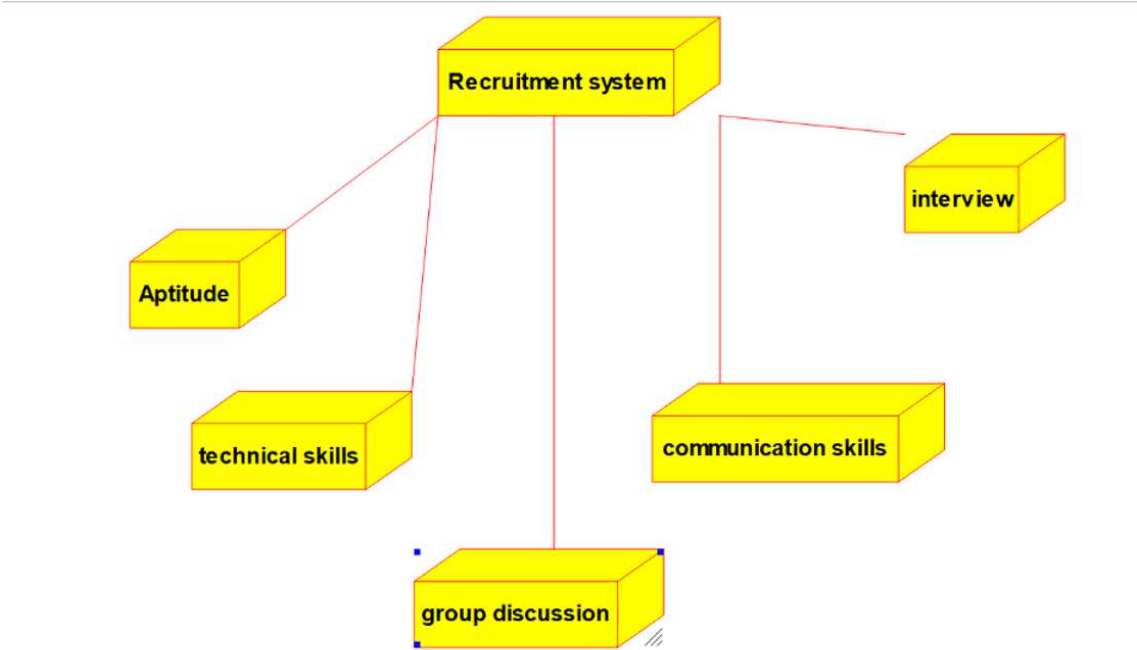 Recruitment system
interview
Aptitude
technical skills
communication skills
group discussion